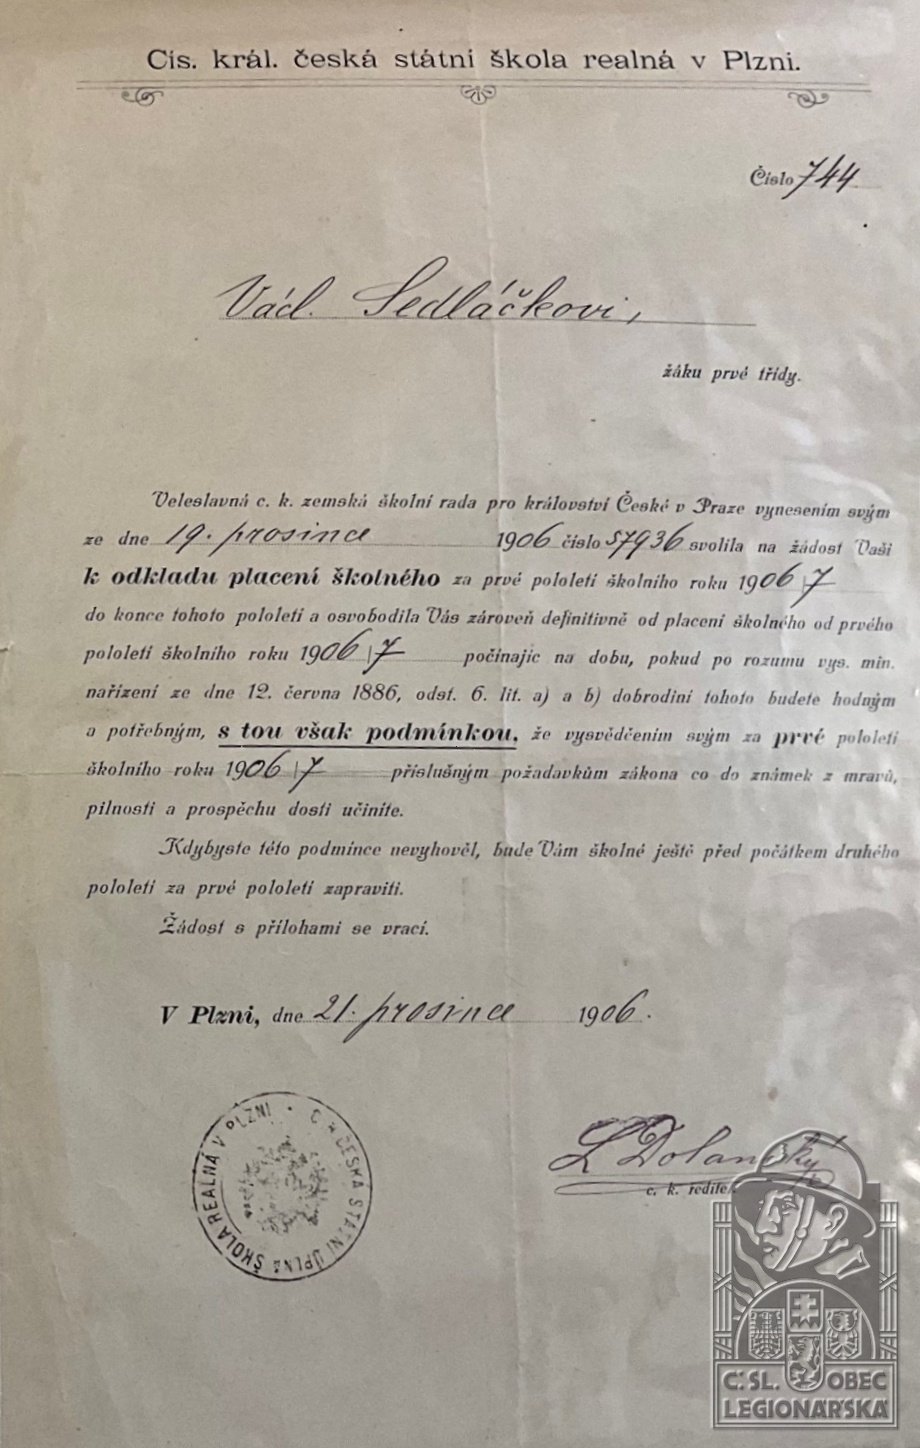 Cis. král. česká státní škola realná v Plzni.
Číslo 744
Václ. Sedláčkovi,
žáku prvé třídy.
Veleslavná c. k. zemská školní rada pro království České v Praze vynesením svým
ze dne 19. prosince 1906 číslo 57936 svolila na žádost Vaši
k odkladu placení školného za prvé pololetí školního roku 1906/7
do konce tohoto pololetí a osvobodila Vás zároveň definitivně od placení školného od prvého
pololetí školního roku 1906/7 počínajíc na dobu, pokud po rozumu vys. min.
nařízení ze dne 12. června 1886, odst. 6. lit. a) a b) dobrodiní tohoto budete hodným
a potřebným, s tou však podmínkou, že vysvědčením svým za prvé pololetí
školního roku 1906/7 příslušným požadavkům zákona co do známek z mravů,
pilnosti a prospěchu dosti učiníte.
Kdybyste této podmínce nevyhověl, bude Vám školné ještě před počátkem druhého
pololetí za prvé pololetí zapraviti.
Žádost s přílohami se vrací.
V Plzni, dne 21. prosince 1906.
C. K. ČESKÁ STÁTNÍ ÚPLNÁ ŠKOLA REALNÁ V PLZNI
L Dolanský
c. k. ředitel.
Č. SL. OBEC
LEGIONÁŘSKÁ